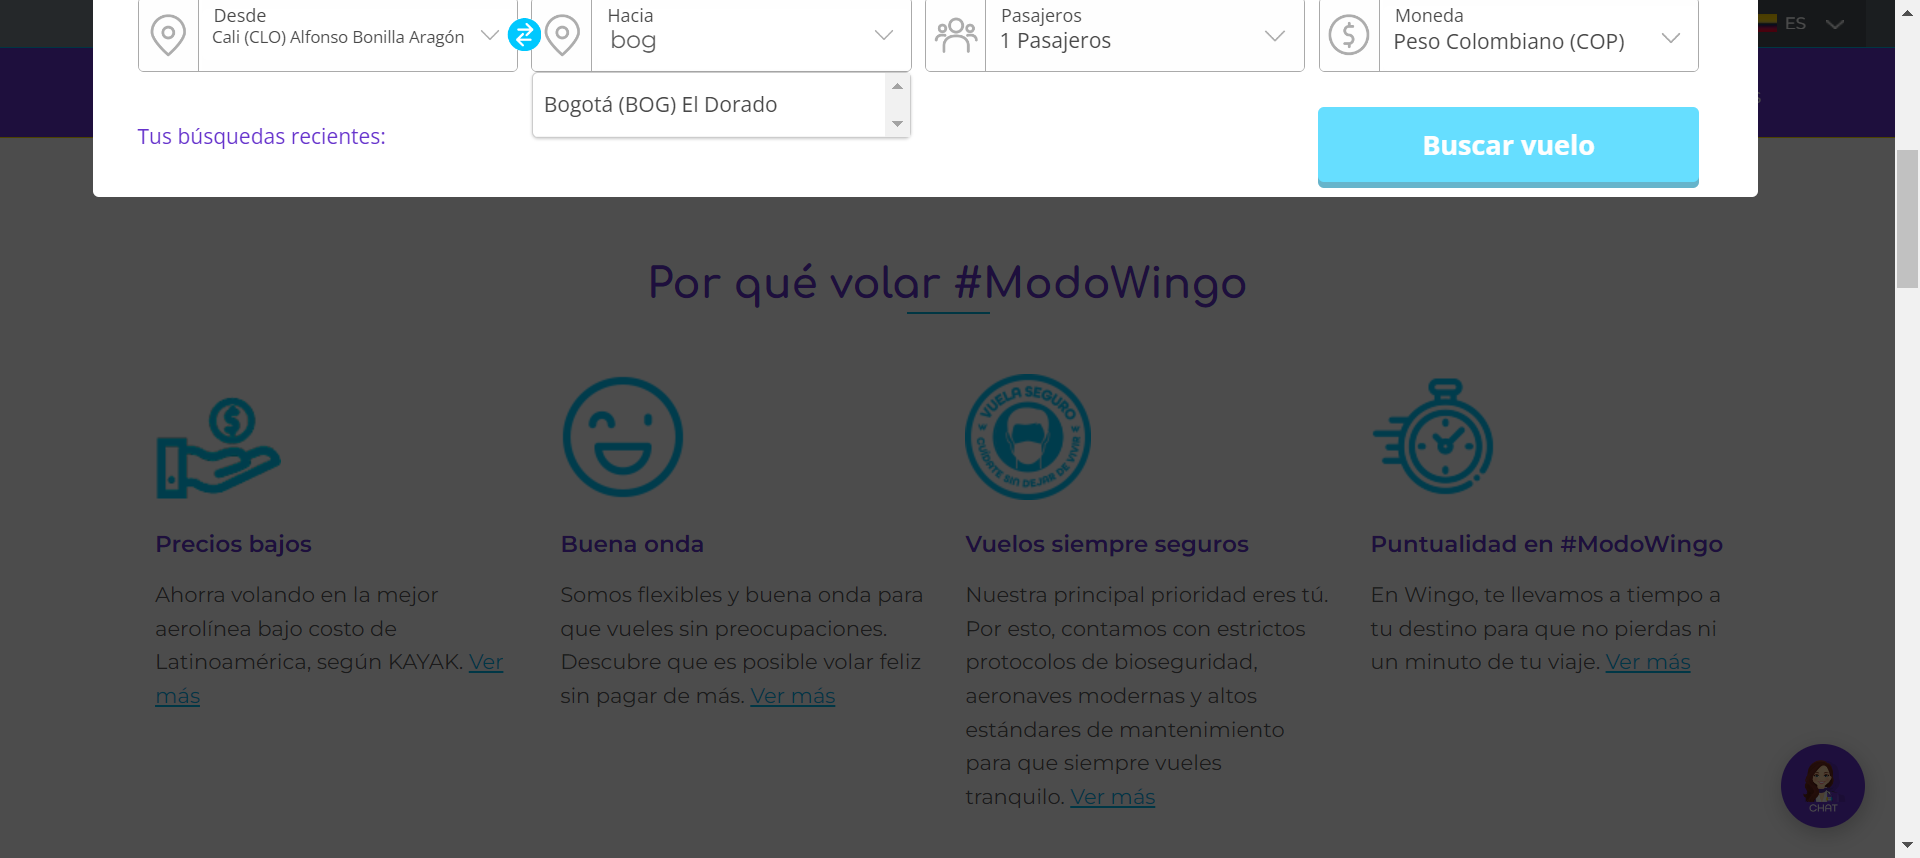 Desde
Cali (CLO) Alfonso Bonilla Aragón
Hacia
bog
Pasajeros
1 Pasajeros
Moneda
Peso Colombiano (COP)
ES
Bogotá (BOG) El Dorado
Tus búsquedas recientes:
Buscar vuelo
Por qué volar #ModoWingo
VUELA SEGURO
CUÍDATE SIN DEJAR DE VIVIR
Precios bajos
Ahorra volando en la mejor
aerolínea bajo costo de
Latinoamérica, según KAYAK. Ver
más
Buena onda
Somos flexibles y buena onda para
que vueles sin preocupaciones.
Descubre que es posible volar feliz
sin pagar de más. Ver más
Vuelos siempre seguros
Nuestra principal prioridad eres tú.
Por esto, contamos con estrictos
protocolos de bioseguridad,
aeronaves modernas y altos
estándares de mantenimiento
para que siempre vueles
tranquilo. Ver más
Puntualidad en #ModoWingo
En Wingo, te llevamos a tiempo a
tu destino para que no pierdas ni
un minuto de tu viaje. Ver más
CHAT